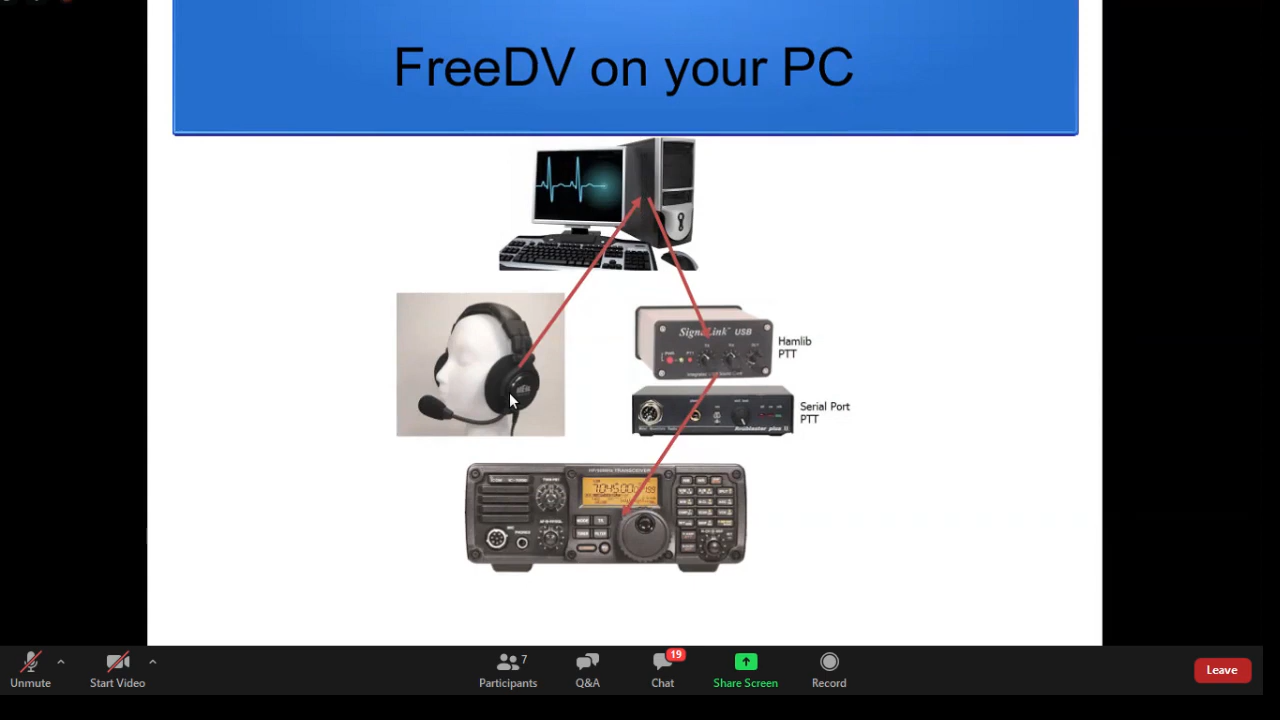 FreeDV on your PC
SignaLink™ USB
Hamlib
PTT
Serial Port
PTT
7
19
Unmute
Start Video
Participants
Q&A
Chat
Share Screen
Record
Leave